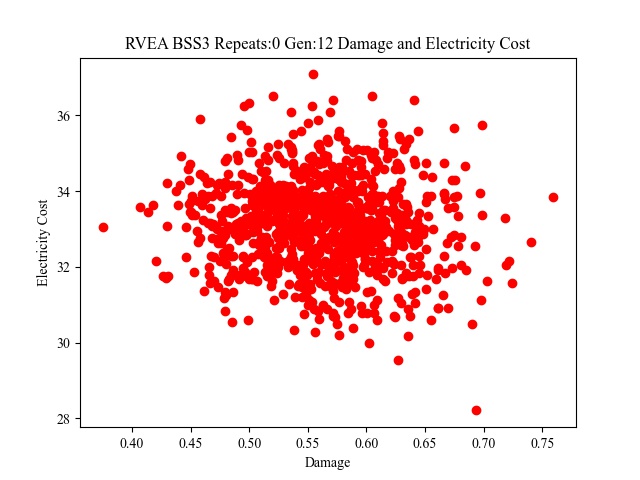 RVEA BSS3 Repeats:0 Gen:12 Damage and Electricity Cost
36
34
32
30
28
Electricity Cost
0.40 0.45 0.50 0.55 0.60 0.65 0.70 0.75
Damage